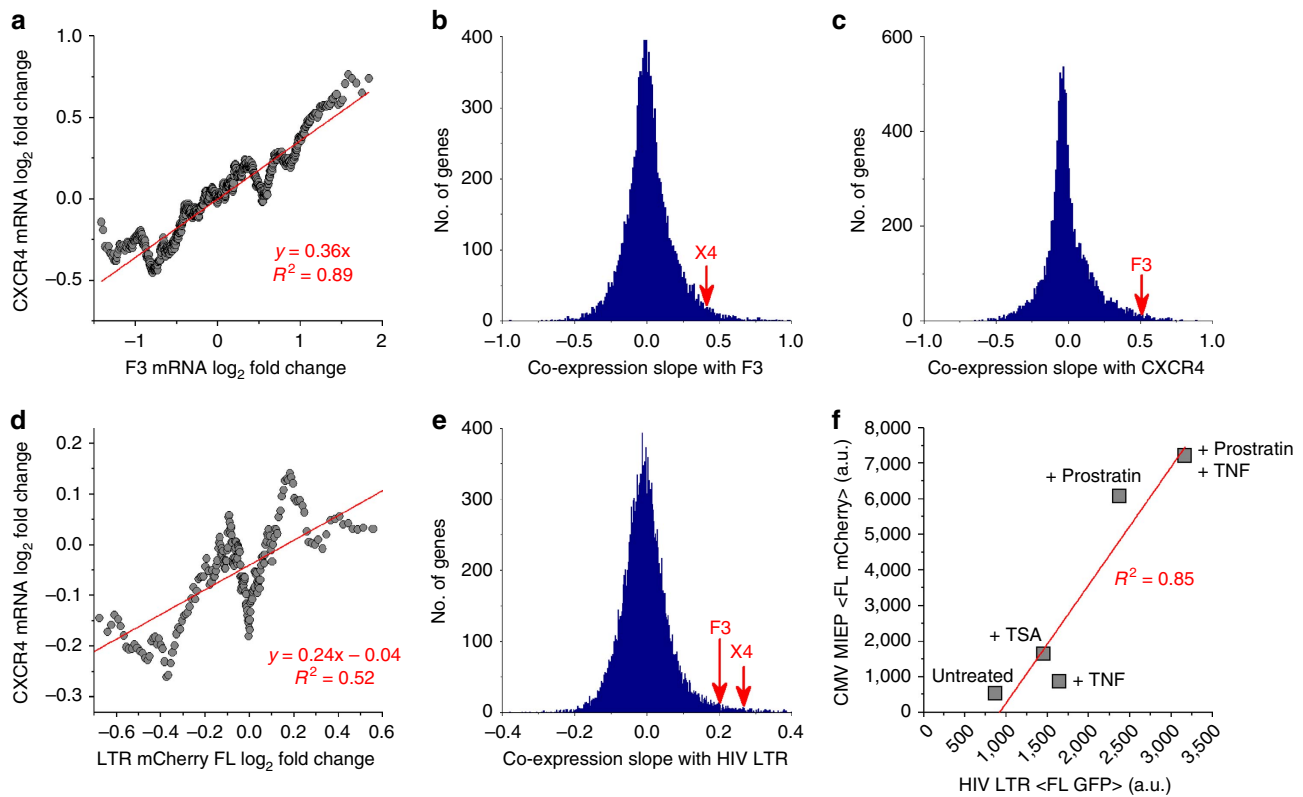 a
CXCR4 mRNA log2 fold change
1.0
0.5
0.0
−0.5
−1
0
1
2
F3 mRNA log2 fold change
y = 0.36x
R2 = 0.89
b
No. of genes
400
300
200
100
0
−1.0
−0.5
0.0
0.5
1.0
Co-expression slope with F3
X4
c
No. of genes
600
400
200
0
−1.0
−0.5
0.0
0.5
1.0
Co-expression slope with CXCR4
F3
d
CXCR4 mRNA log2 fold change
0.2
0.1
0.0
−0.1
−0.2
−0.3
−0.6
−0.4
−0.2
0.0
0.2
0.4
0.6
LTR mCherry FL log2 fold change
y = 0.24x − 0.04
R2 = 0.52
e
No. of genes
400
300
200
100
0
−0.4
−0.2
0.0
0.2
0.4
Co-expression slope with HIV LTR
F3
X4
f
CMV MIEP <FL mCherry> (a.u.)
8,000
7,000
6,000
5,000
4,000
3,000
2,000
1,000
0
0
500
1,000
1,500
2,000
2,500
3,000
3,500
HIV LTR <FL GFP> (a.u.)
+ Prostratin
+ TNF
+ Prostratin
R2 = 0.85
+ TSA
Untreated
+ TNF